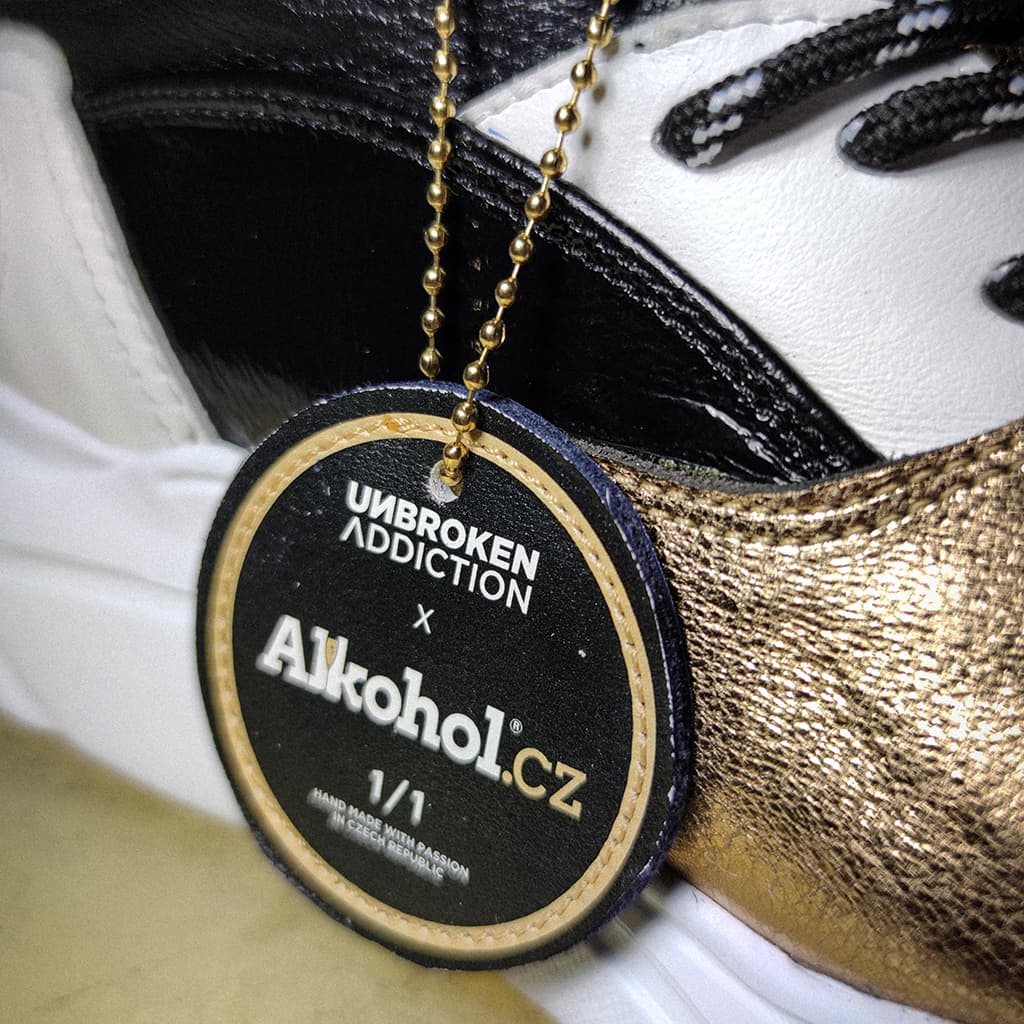 UNBROKEN
ADDICTION
X
Alkohol®.CZ
1/1
HAND MADE WITH PASSION
IN CZECH REPUBLIC